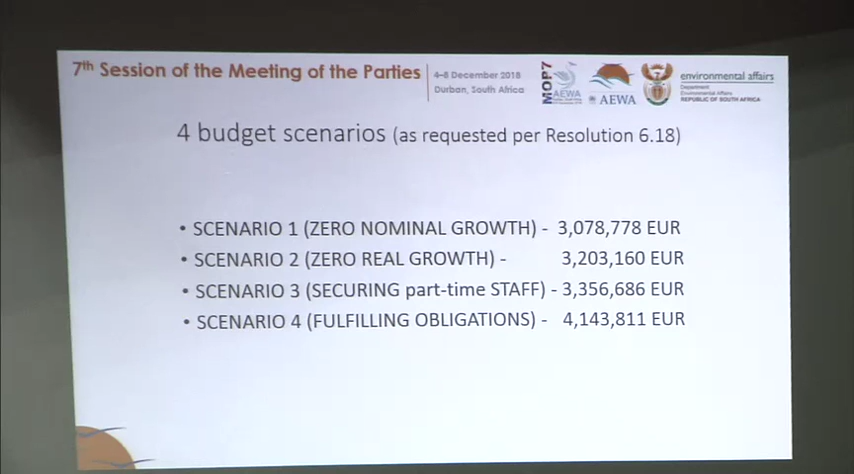 7th Session of the Meeting of the Parties
4–8 December 2018
Durban, South Africa
MOP7
AEWA
AEWA
environmental affairs
Department
Environmental Affairs
REPUBLIC OF SOUTH AFRICA
4 budget scenarios (as requested per Resolution 6.18)
• SCENARIO 1 (ZERO NOMINAL GROWTH) - 3,078,778 EUR
• SCENARIO 2 (ZERO REAL GROWTH) - 3,203,160 EUR
• SCENARIO 3 (SECURING part-time STAFF) - 3,356,686 EUR
• SCENARIO 4 (FULFILLING OBLIGATIONS) - 4,143,811 EUR